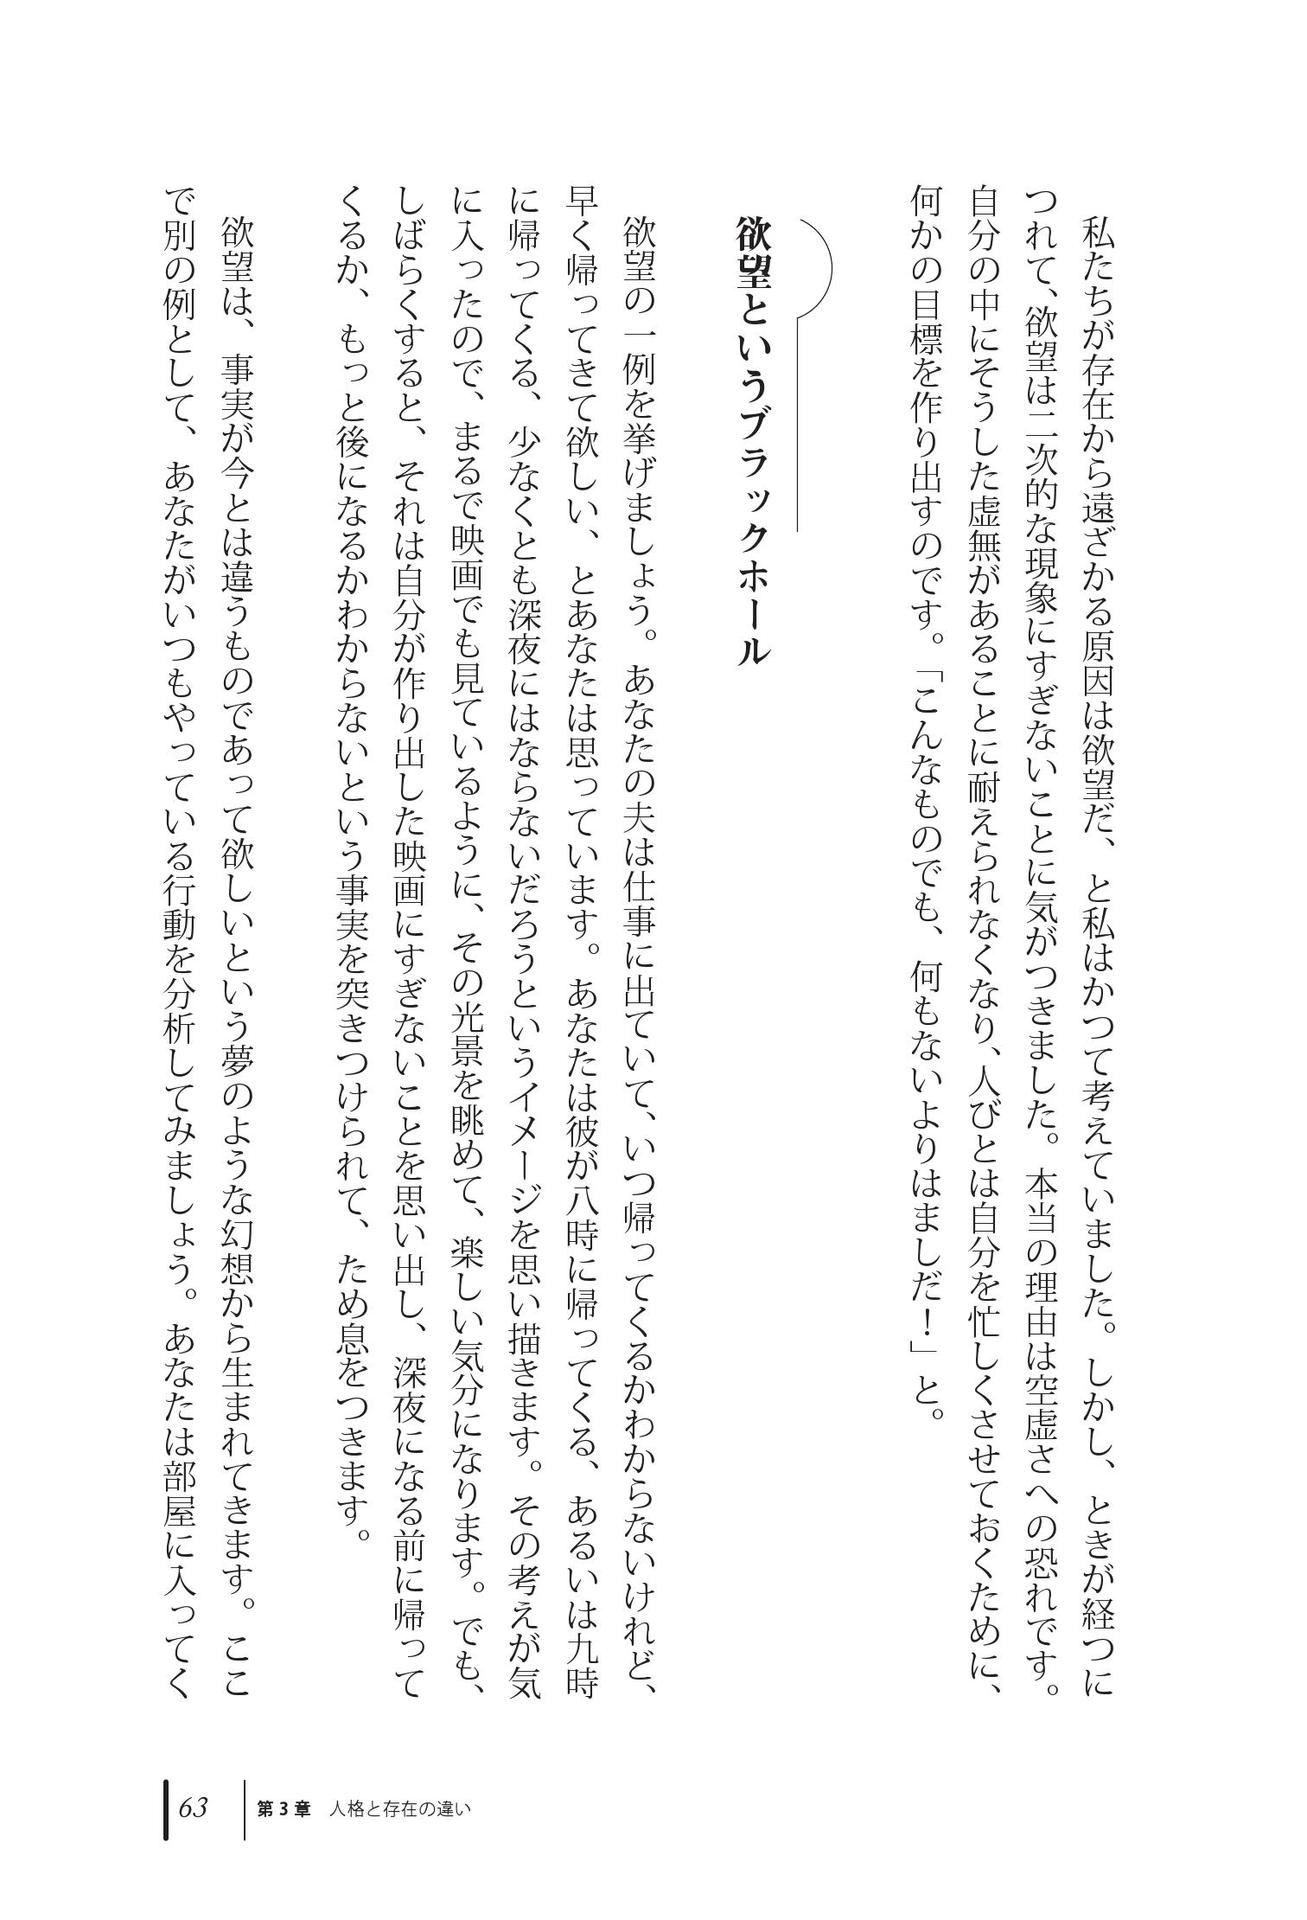 私たちが存在から遠ざかる原因は欲望だ、と私はかつて考えていました。しかし、ときが経つに
つれて、欲望は二次的な現象にすぎないことに気がつきました。本当の理由は空虚さへの恐れです。
自分の中にそうした虚無があることに耐えられなくなり、人びとは自分を忙しくさせておくために、
何かの目標を作り出すのです。「こんなものでも、何もないよりはましだ！」と。
欲望というブラックホール
　欲望の一例を挙げましょう。あなたの夫は仕事に出ていて、いつ帰ってくるかわからないけれど、
早く帰ってきて欲しい、とあなたは思っています。あなたは彼が八時に帰ってくる、あるいは九時
に帰ってくる、少なくとも深夜にはならないだろうというイメージを思い描きます。その考えが気
に入ったので、まるで映画でも見ているように、その光景を眺めて、楽しい気分になります。でも、
しばらくすると、それは自分が作り出した映画にすぎないことを思い出し、深夜になる前に帰って
くるか、もっと後になるかわからないという事実を突きつけられて、ため息をつきます。
　欲望は、事実が今とは違うものであって欲しいという夢のような幻想から生まれてきます。ここ
で別の例として、あなたがいつもやっている行動を分析してみましょう。あなたは部屋に入ってく
63 第3章　人格と存在の違い